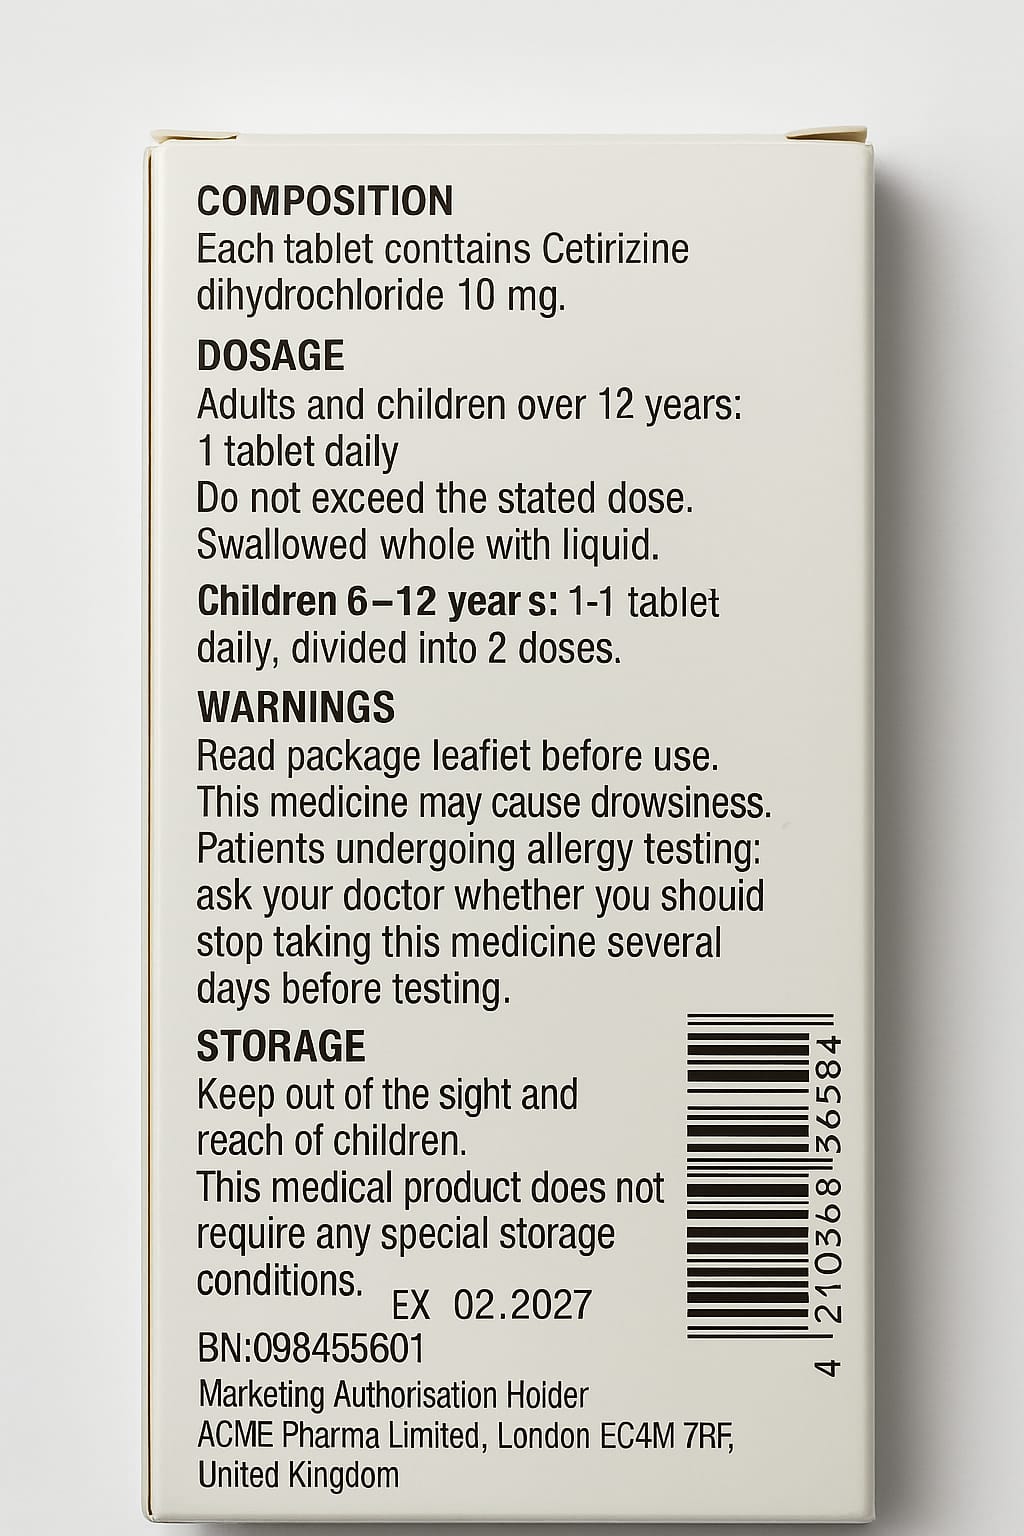 COMPOSITION
Each tablet conttains Cetirizine
dihydrochloride 10 mg.
DOSAGE
Adults and children over 12 years:
1 tablet daily
Do not exceed the stated dose.
Swallowed whole with liquid.
Children 6–12 year s: 1-1 tablet
daily, divided into 2 doses.
WARNINGS
Read package leafiet before use.
This medicine may cause drowsiness.
Patients undergoing allergy testing:
ask your doctor whether you shouid
stop taking this medicine several
days before testing.
STORAGE
Keep out of the sight and
reach of children.
This medical product does not
require any special storage
conditions.
EX 02.2027
BN:098455601
Marketing Authorisation Hoider
ACME Pharma Limited, London EC4M 7RF,
United Kingdom
4 210368 36584